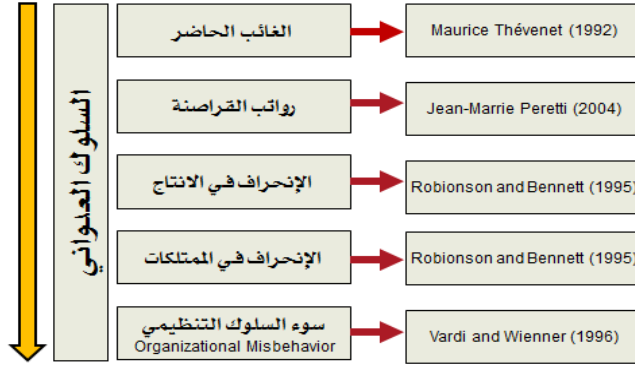 السلوك العدواني
الغائب الحاضر
Maurice Thévenet (1992)
رواتب القراصنة
Jean-Marrie Peretti (2004)
الإنحراف في الانتاج
Robionson and Bennett (1995)
الإنحراف في الممتلكات
Robionson and Bennett (1995)
سوء السلوك التنظيمي
Organizational Misbehavior
Vardi and Wienner (1996)